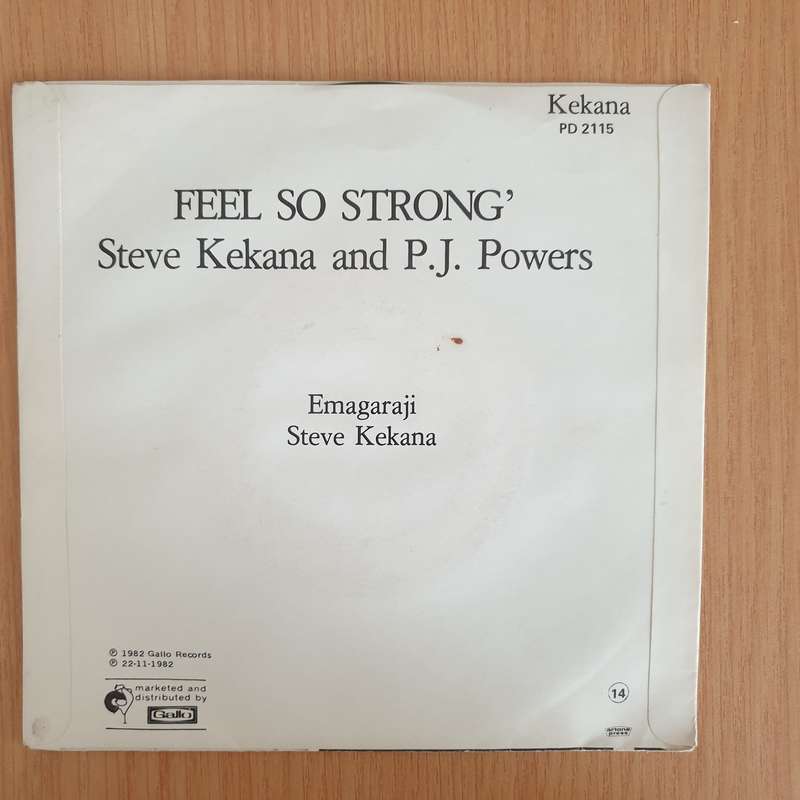 Kekana
PD 2115
FEEL SO STRONG’
Steve Kekana and P.J. Powers
Emagaraji
Steve Kekana
℗ 1982 Gallo Records
℗ 22-11-1982
marketed and
distributed by
Gallo
14
press